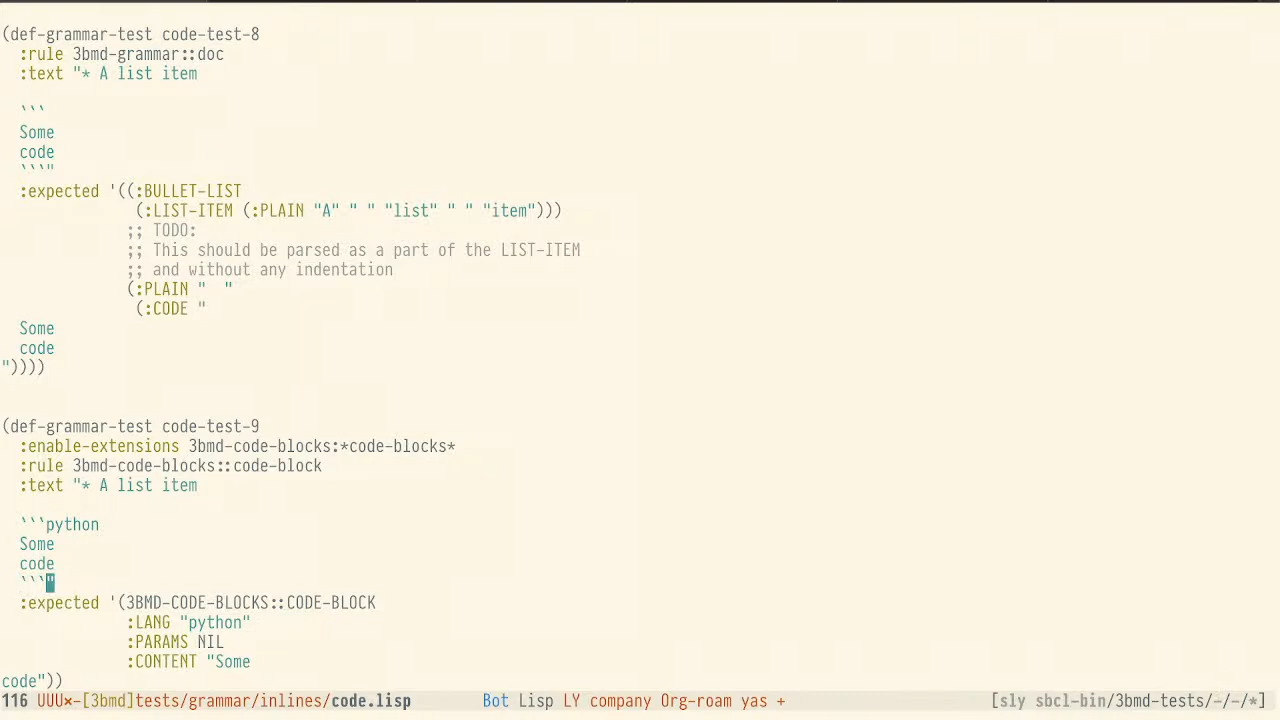 (def-grammar-test code-test-8
  :rule 3bmd-grammar::doc
  :text "* A list item

  ```
  Some
  code
  ```"
  :expected '((:BULLET-LIST
               (:LIST-ITEM (:PLAIN "A" " " "list" " " "item")))
              ;; TODO:
              ;; This should be parsed as a part of the LIST-ITEM
              ;; and without any indentation
              (:PLAIN "  "
               (:CODE "
  Some
  code
"))))

(def-grammar-test code-test-9
  :enable-extensions 3bmd-code-blocks:*code-blocks*
  :rule 3bmd-code-blocks::code-block
  :text "* A list item

  ```python
  Some
  code
  ```"
  :expected '(3BMD-CODE-BLOCKS::CODE-BLOCK
              :LANG "python"
              :PARAMS NIL
              :CONTENT "Some
code"))
116 UUU×-[3bmd]tests/grammar/inlines/code.lisp        Bot Lisp LY company Org-roam yas +        [sly sbcl-bin/3bmd-tests/-/-/*]